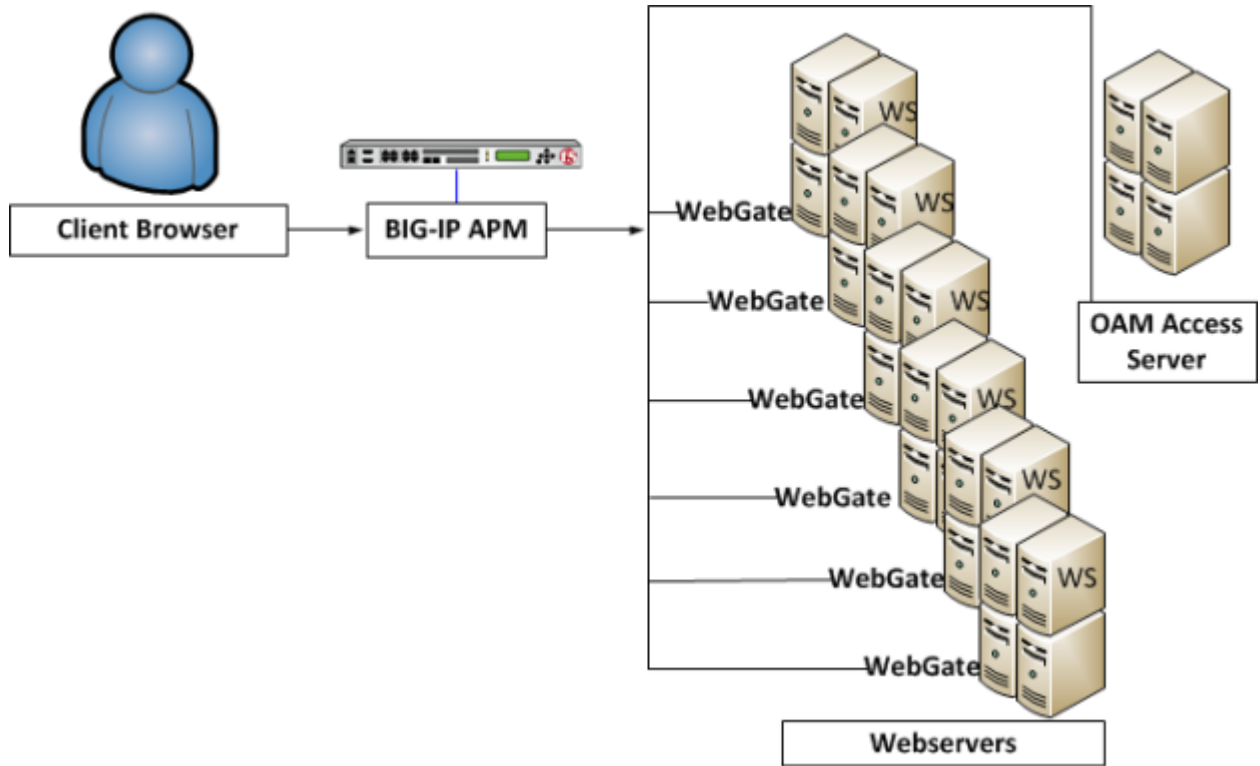 Client Browser
BIG-IP APM
WebGate
WS
WebGate
WS
WebGate
WS
WebGate
WS
WebGate
WS
WebGate
WS
OAM Access
Server
Webservers